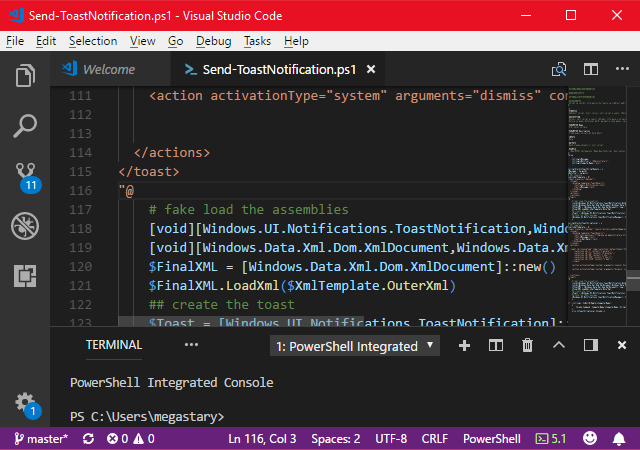 Send-ToastNotification.ps1 - Visual Studio Code
File Edit Selection View Go Debug Tasks Help
Welcome Send-ToastNotification.ps1
111 <action activationType="system" arguments="dismiss" co
112
113
114 </actions>
115 </toast>
116 "@
117 # fake load the assemblies
118 [void][Windows.UI.Notifications.ToastNotification,Windo
119 [void][Windows.Data.Xml.Dom.XmlDocument,Windows.Data.Xm
120 $FinalXML = [Windows.Data.Xml.Dom.XmlDocument]::new()
121 $FinalXML.LoadXml($XmlTemplate.OuterXml)
122 ## create the toast
123 $Toast = [Windows.UI.Notifications.ToastNotification]::
11
TERMINAL ••• 1: PowerShell Integrated
PowerShell Integrated Console
PS C:\Users\megastary>
1
master* 0 0 Ln 116, Col 3 Spaces: 2 UTF-8 CRLF PowerShell 5.1